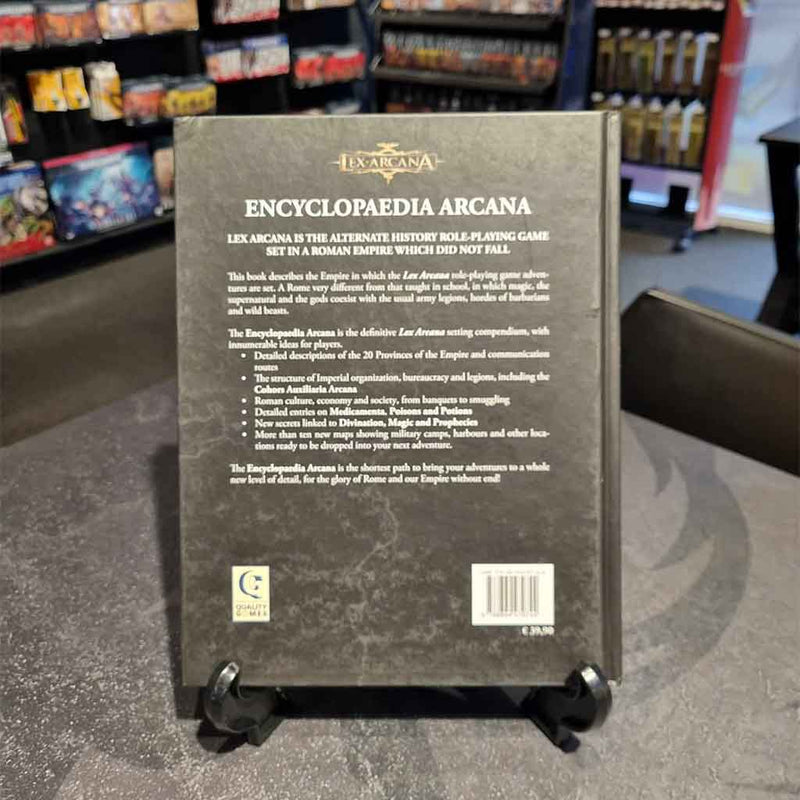 LEX·ARCANA
ENCYCLOPAEDIA ARCANA
LEX ARCANA IS THE ALTERNATE HISTORY ROLE-PLAYING GAME
SET IN A ROMAN EMPIRE WHICH DID NOT FALL
This book describes the Empire in which the Lex Arcana role-playing game adven-
tures are set. A Rome very different from that taught in school, in which magic, the
supernatural and the gods coexist with the usual army legions, hordes of barbarians
and wild beasts.
The Encyclopaedia Arcana is the definitive Lex Arcana setting compendium, with
innumerable ideas for players.
• Detailed descriptions of the 20 Provinces of the Empire and communication
routes
• The structure of Imperial organization, bureaucracy and legions, including the
Cohors Auxiliaria Arcana
• Roman culture, economy and society, from banquets to smuggling
• Detailed entries on Medicamenta, Poisons and Potions
• New secrets linked to Divination, Magic and Prophecies
• More than ten new maps showing military camps, harbours and other loca-
tions ready to be dropped into your next adventure.
The Encyclopaedia Arcana is the shortest path to bring your adventures to a whole
new level of detail, for the glory of Rome and our Empire without end!
QUALITY
GAMES
€ 39,90